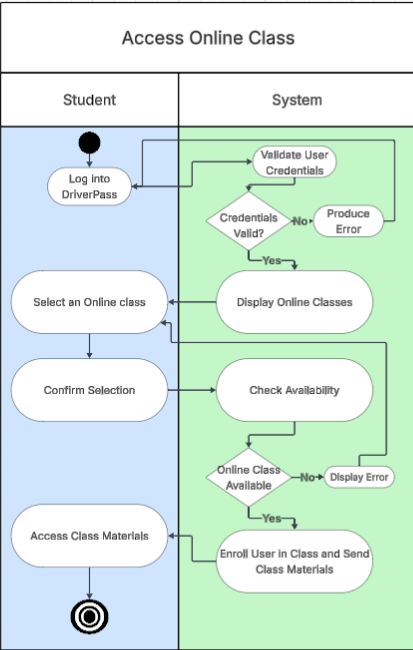 Access Online Class
Student
System
Log into
DriverPass
Validate User
Credentials
Credentials
Valid?
No
Produce
Error
Yes
Select an Online class
Display Online Classes
Confirm Selection
Check Availability
Online Class
Available
No
Display Error
Yes
Access Class Materials
Enroll User in Class and Send
Class Materials